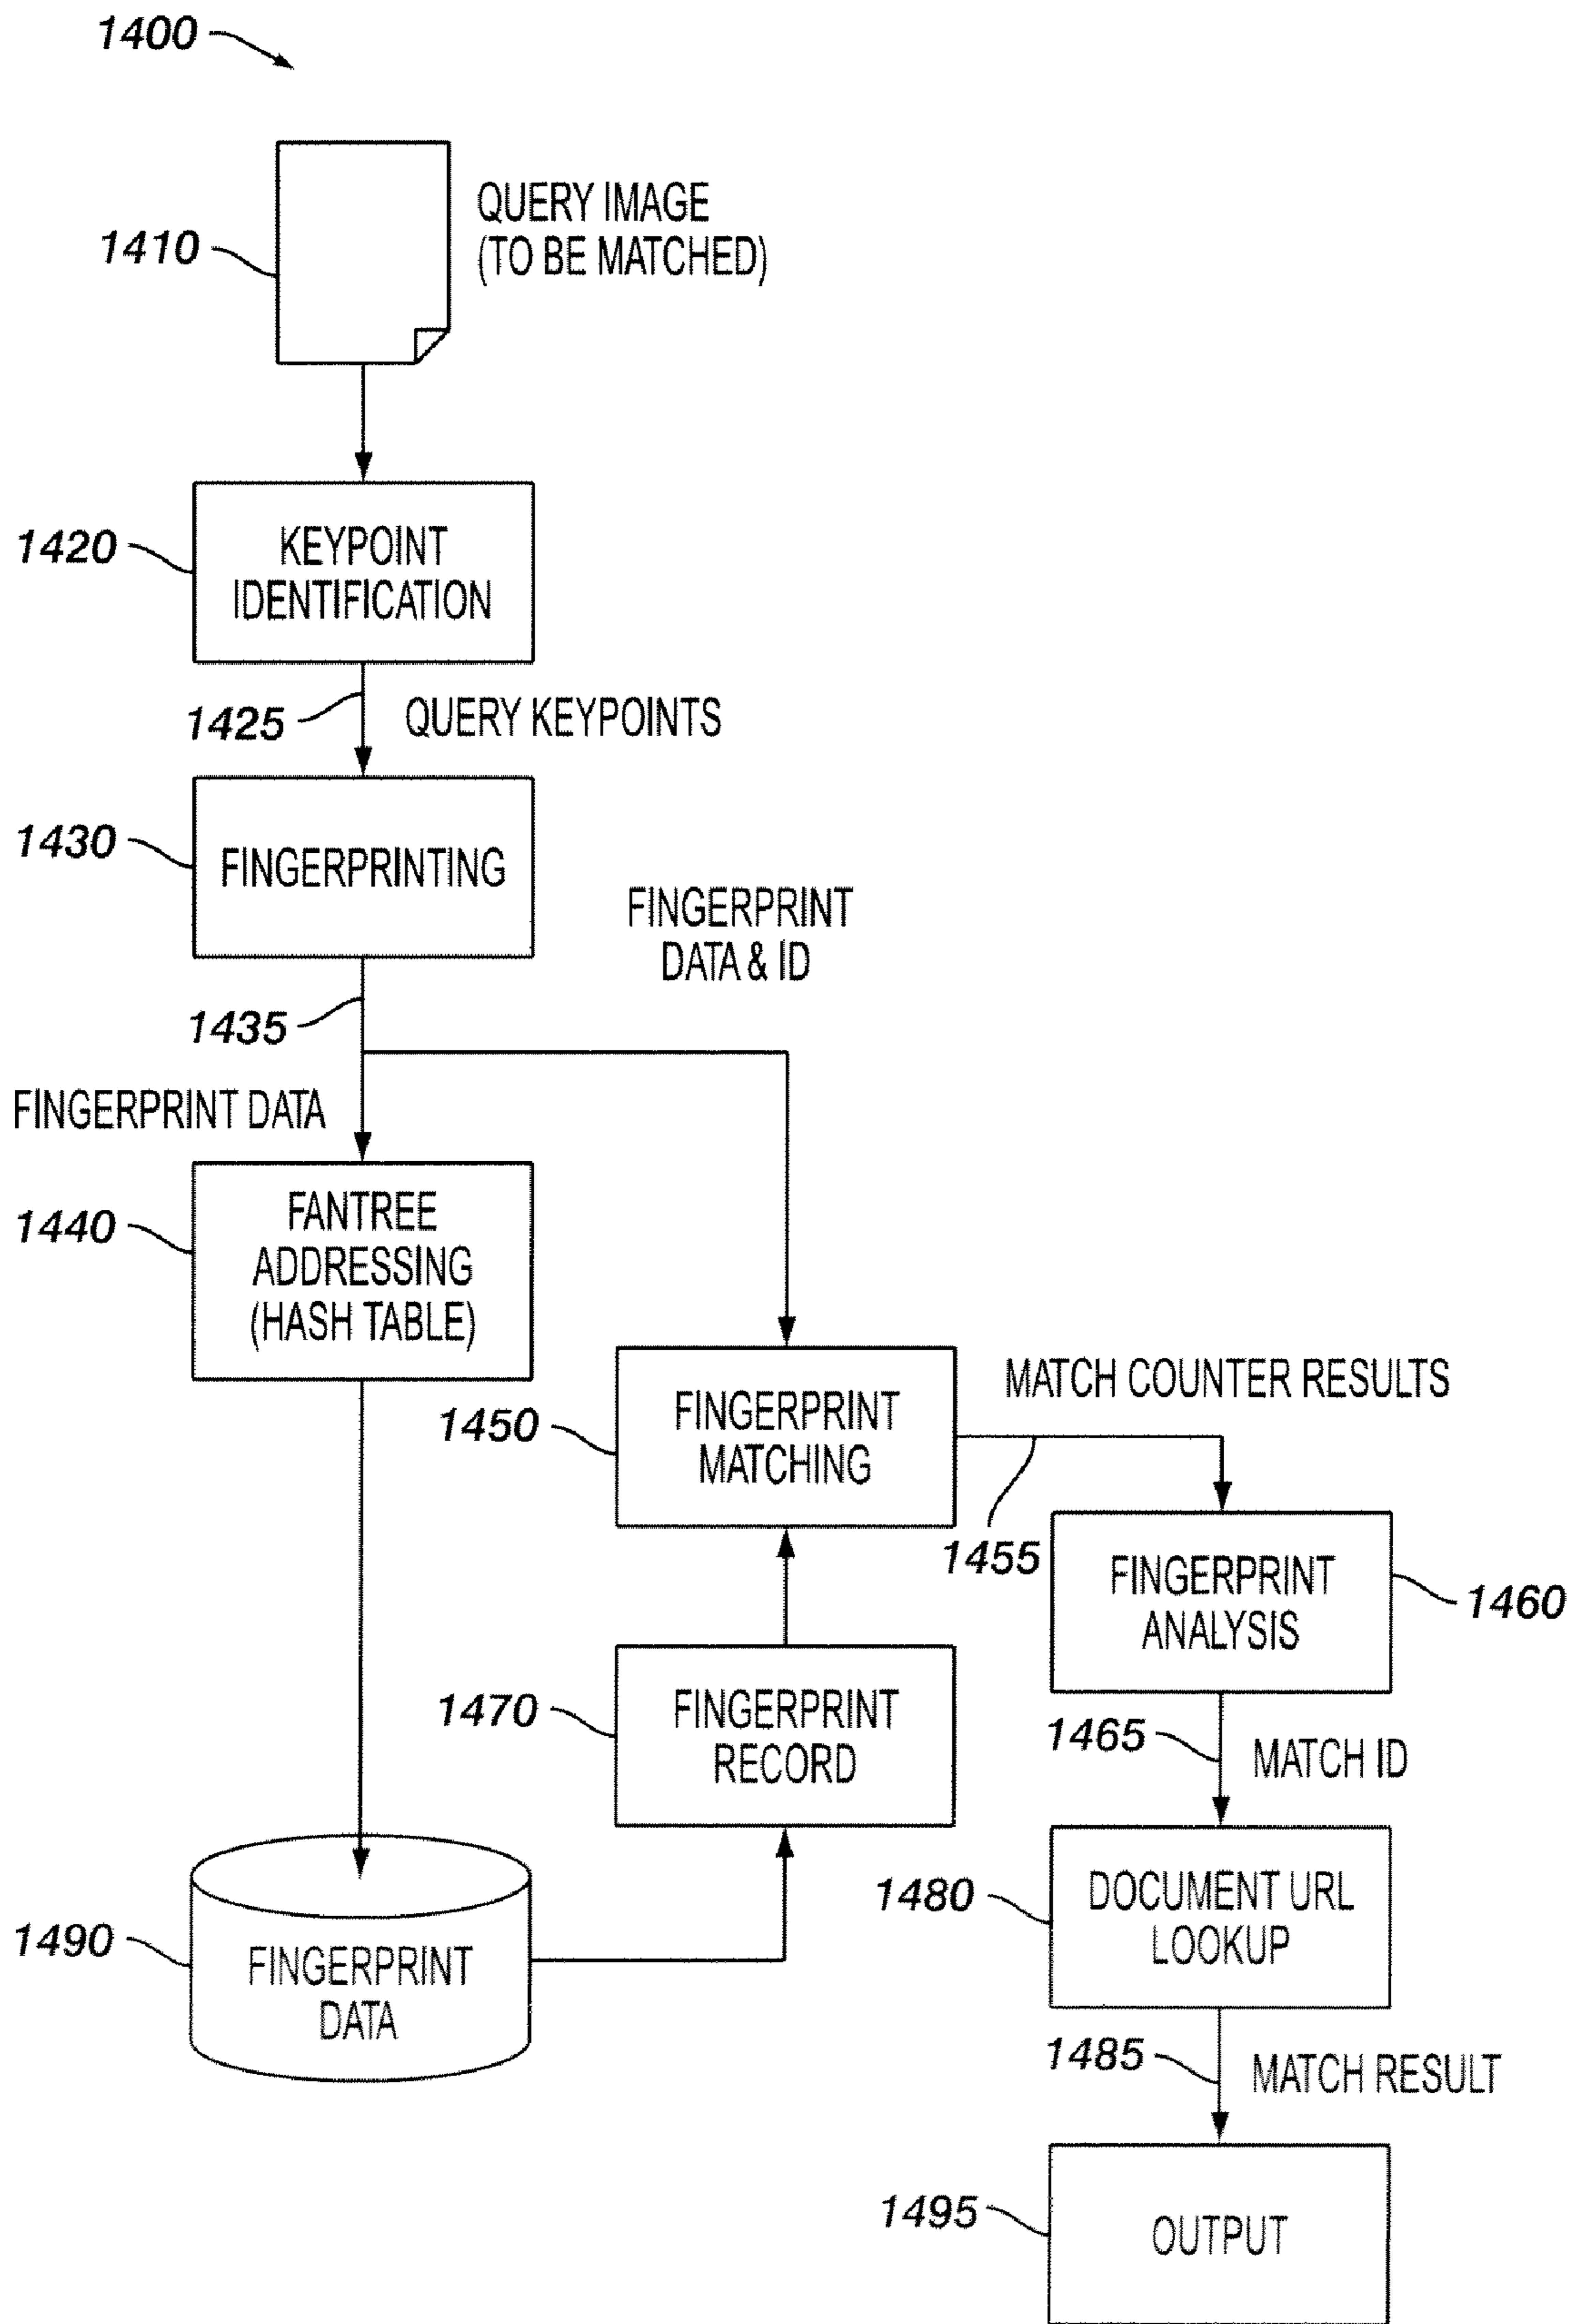 1400
1410
QUERY IMAGE
(TO BE MATCHED)
1420
KEYPOINT
IDENTIFICATION
1425
QUERY KEYPOINTS
1430
FINGERPRINTING
FINGERPRINT
DATA & ID
1435
FINGERPRINT DATA
1440
FANTREE
ADDRESSING
(HASH TABLE)
1450
FINGERPRINT
MATCHING
MATCH COUNTER RESULTS
1455
FINGERPRINT
ANALYSIS
1460
1470
FINGERPRINT
RECORD
1465
MATCH ID
1480
DOCUMENT URL
LOOKUP
1490
FINGERPRINT
DATA
1485
MATCH RESULT
1495
OUTPUT